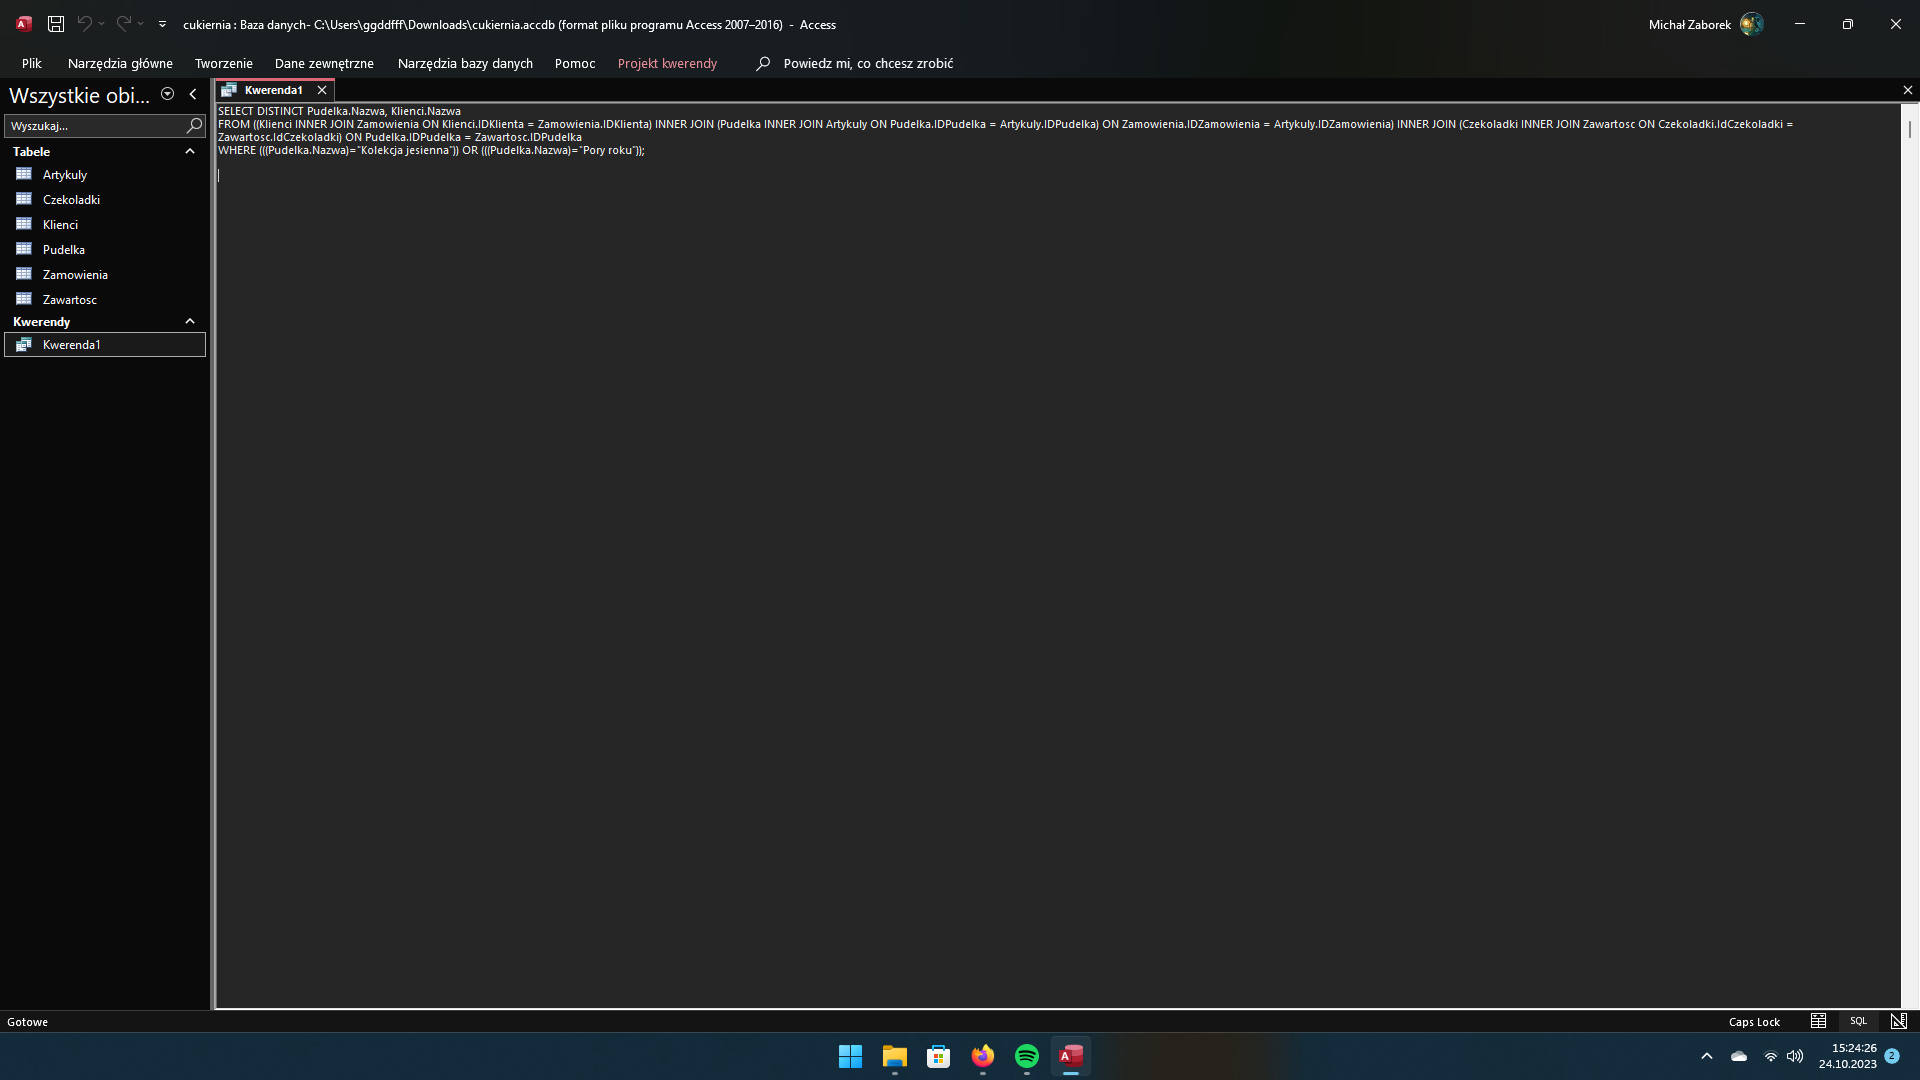 cukiernia : Baza danych- C:\Users\ggddfff\Downloads\cukiernia.accdb (format pliku programu Access 2007–2016) - Access
Michał Zaborek
Plik Narzędzia główne Tworzenie Dane zewnętrzne Narzędzia bazy danych Pomoc Projekt kwerendy Powiedz mi, co chcesz zrobić
Wszystkie obi...
Wyszukaj...
Tabele
Artykuly
Czekoladki
Klienci
Pudelka
Zamowienia
Zawartosc
Kwerendy
Kwerenda1
Kwerenda1
SELECT DISTINCT Pudelka.Nazwa, Klienci.Nazwa
FROM ((Klienci INNER JOIN Zamowienia ON Klienci.IDKlienta = Zamowienia.IDKlienta) INNER JOIN (Pudelka INNER JOIN Artykuly ON Pudelka.IDPudelka = Artykuly.IDPudelka) ON Zamowienia.IDZamowienia = Artykuly.IDZamowienia) INNER JOIN (Czekoladki INNER JOIN Zawartosc ON Czekoladki.IdCzekoladki =
Zawartosc.IdCzekoladki) ON Pudelka.IDPudelka = Zawartosc.IDPudelka
WHERE (((Pudelka.Nazwa)="Kolekcja jesienna")) OR (((Pudelka.Nazwa)="Pory roku"));
Gotowe
Caps Lock
SQL
15:24:26
24.10.2023
2